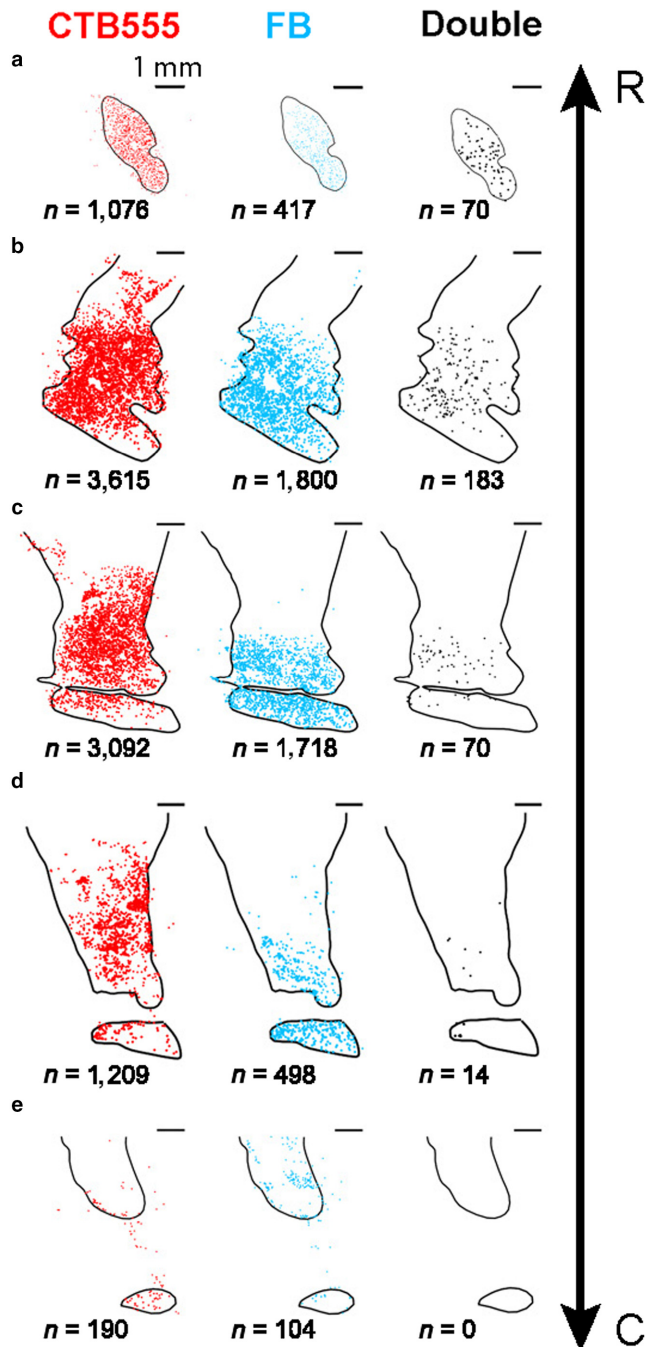 CTB555 FB Double
a
1 mm
R
n = 1,076 n = 417 n = 70
b
n = 3,615 n = 1,800 n = 183
c
n = 3,092 n = 1,718 n = 70
d
n = 1,209 n = 498 n = 14
e
n = 190 n = 104 n = 0
C